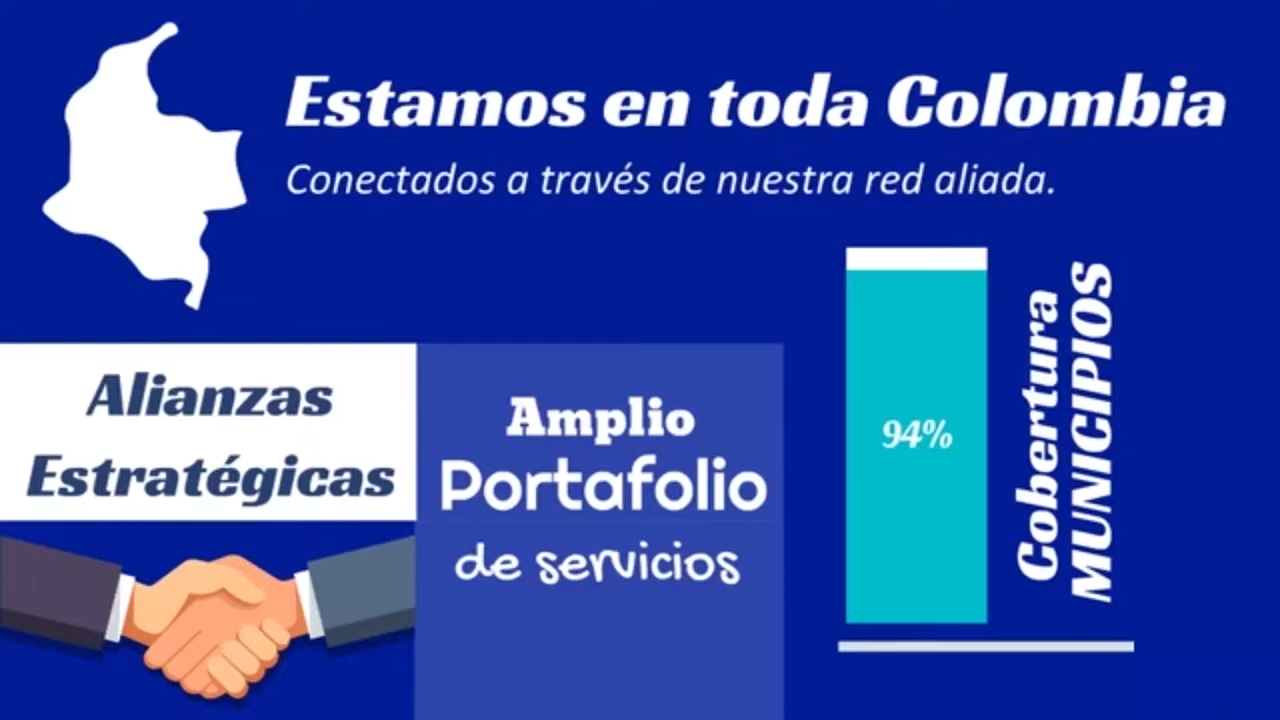 Estamos en toda Colombia
Conectados a través de nuestra red aliada.
Alianzas
Estratégicas
Amplio
Portafolio
de servicios
94%
Cobertura
MUNICIPIOS